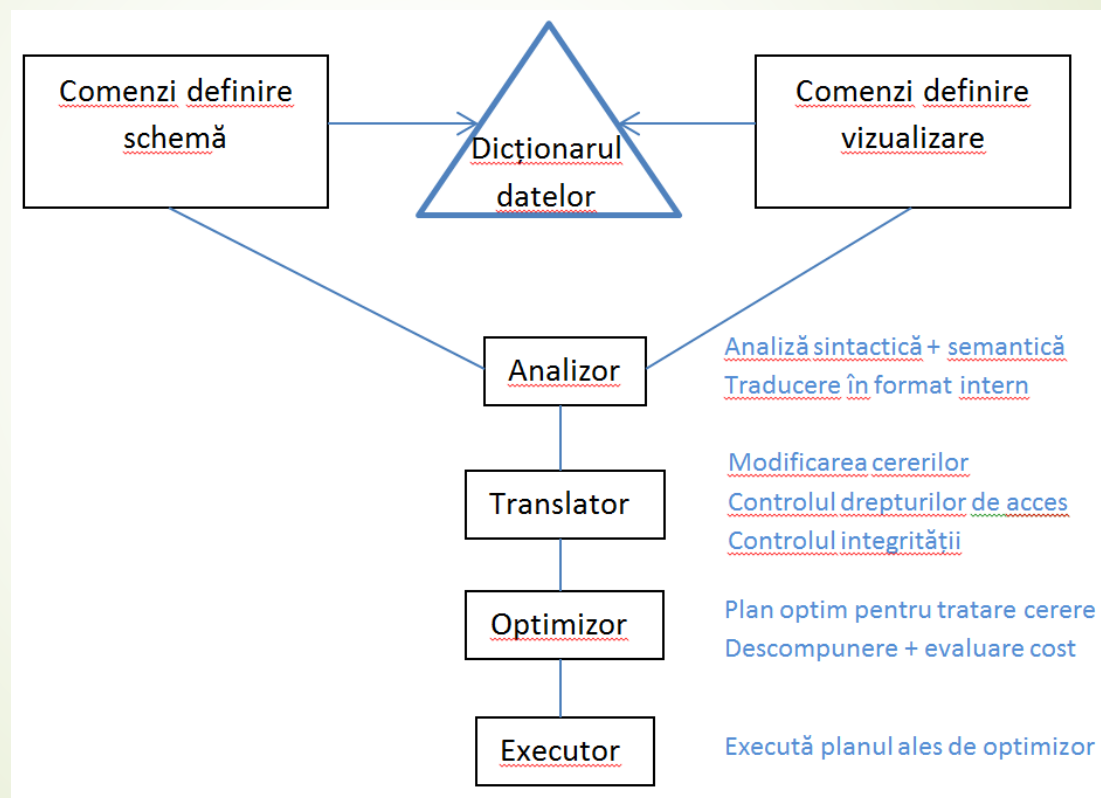 Comenzi definire
schemă
Dicționarul
datelor
Comenzi definire
vizualizare
Analizor
Analiză sintactică + semantică
Traducere în format intern
Translator
Modificarea cererilor
Controlul drepturilor de acces
Controlul integrității
Optimizor
Plan optim pentru tratare cerere
Descompunere + evaluare cost
Executor
Execută planul ales de optimizor